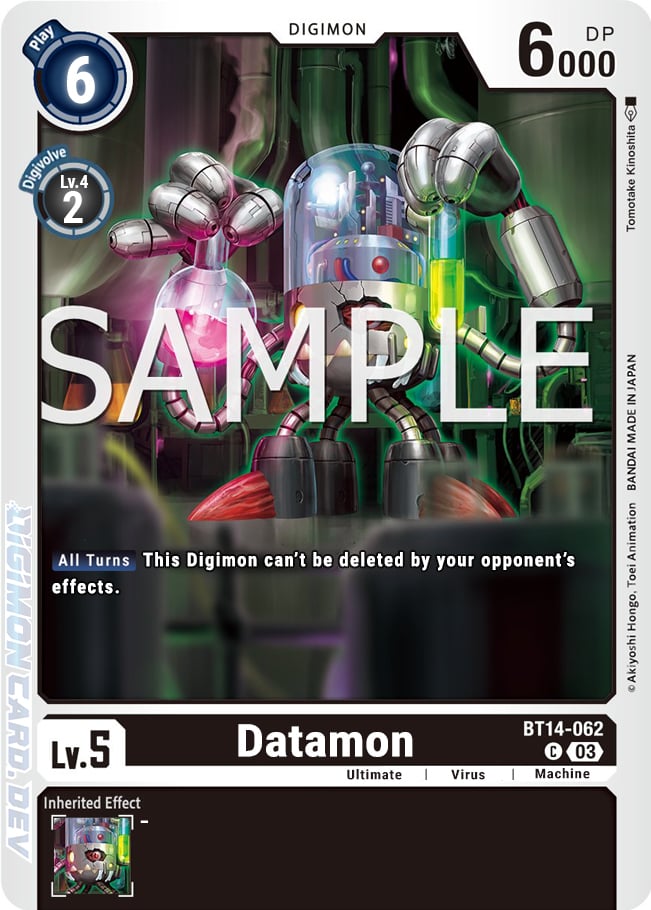 Play
6
DIGIMON
6000
DP
Digivolve
Lv.4
2
Tomotake Kinoshita
SAMPLE
© Akiyoshi Hongo, Toei Animation BANDAI MADE IN JAPAN
All Turns This Digimon can't be deleted by your opponent's
effects.
DIGIMONCARD.DEV
Lv.5
Datamon
BT14-062
C 03
Ultimate | Virus | Machine
Inherited Effect
-